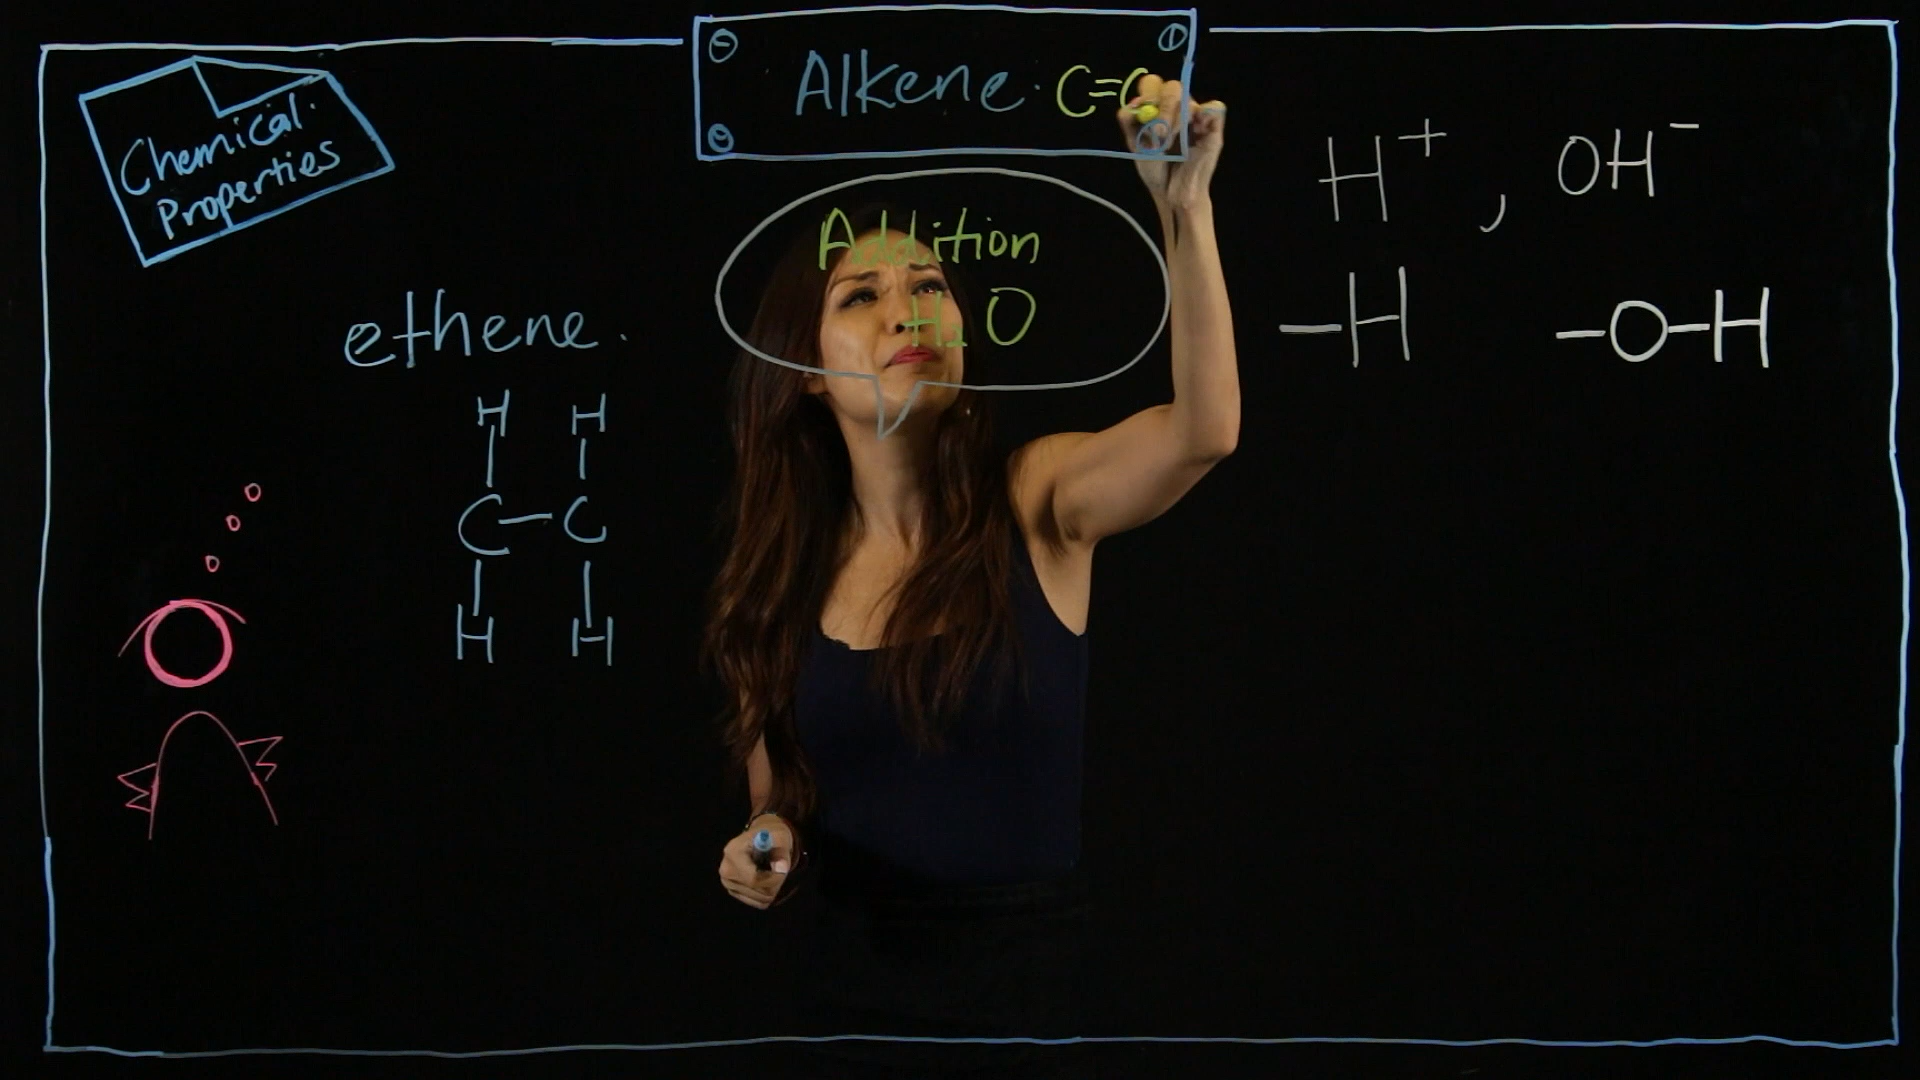 Alkene. C=C
Chemical
Properties
H⁺ , OH⁻
Addition
H₂O
–H –O–H
ethene.
H H
C–C
H H